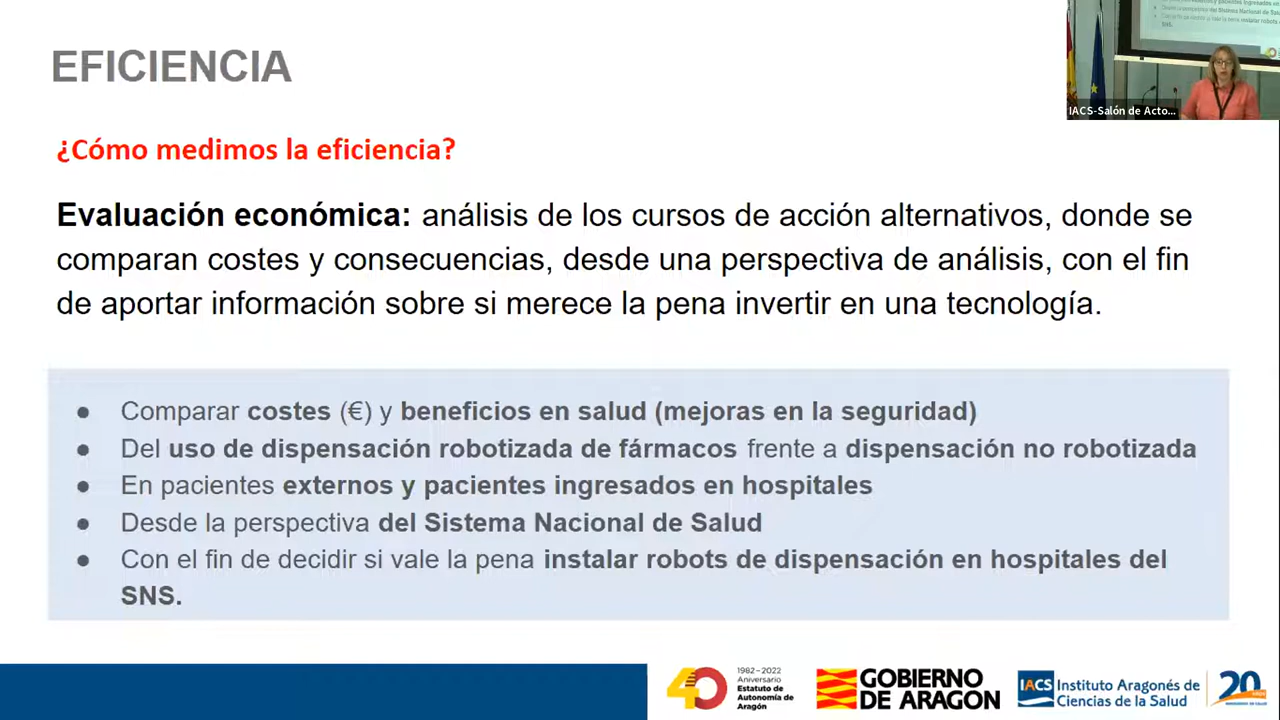 EFICIENCIA
IACS-Salón de Acto...
¿Cómo medimos la eficiencia?
Evaluación económica: análisis de los cursos de acción alternativos, donde se
comparan costes y consecuencias, desde una perspectiva de análisis, con el fin
de aportar información sobre si merece la pena invertir en una tecnología.
● Comparar costes (€) y beneficios en salud (mejoras en la seguridad)
● Del uso de dispensación robotizada de fármacos frente a dispensación no robotizada
● En pacientes externos y pacientes ingresados en hospitales
● Desde la perspectiva del Sistema Nacional de Salud
● Con el fin de decidir si vale la pena instalar robots de dispensación en hospitales del
SNS.
40
1982–2022
Aniversario
Estatuto de
Autonomía de
Aragón
GOBIERNO
DE ARAGON
IACS Instituto Aragonés de
Ciencias de la Salud
20